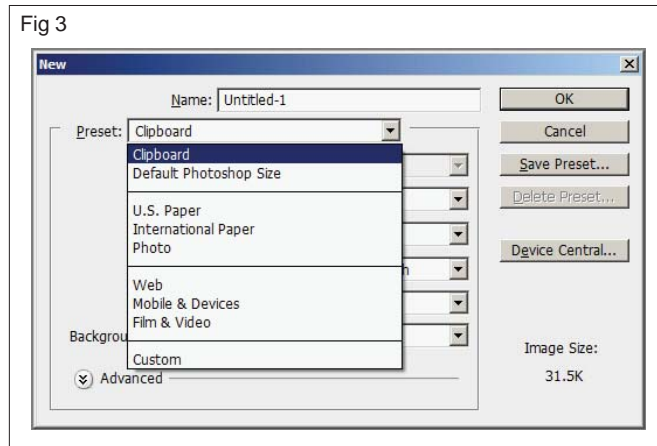 Fig 3
New
Name: Untitled-1
OK
Preset: Clipboard
Cancel
Clipboard
Default Photoshop Size
Save Preset...
Delete Preset...
U.S. Paper
International Paper
Photo
Device Central...
Web
Mobile & Devices
Film & Video
Backgrou
Custom
Image Size:
Advanced
31.5K